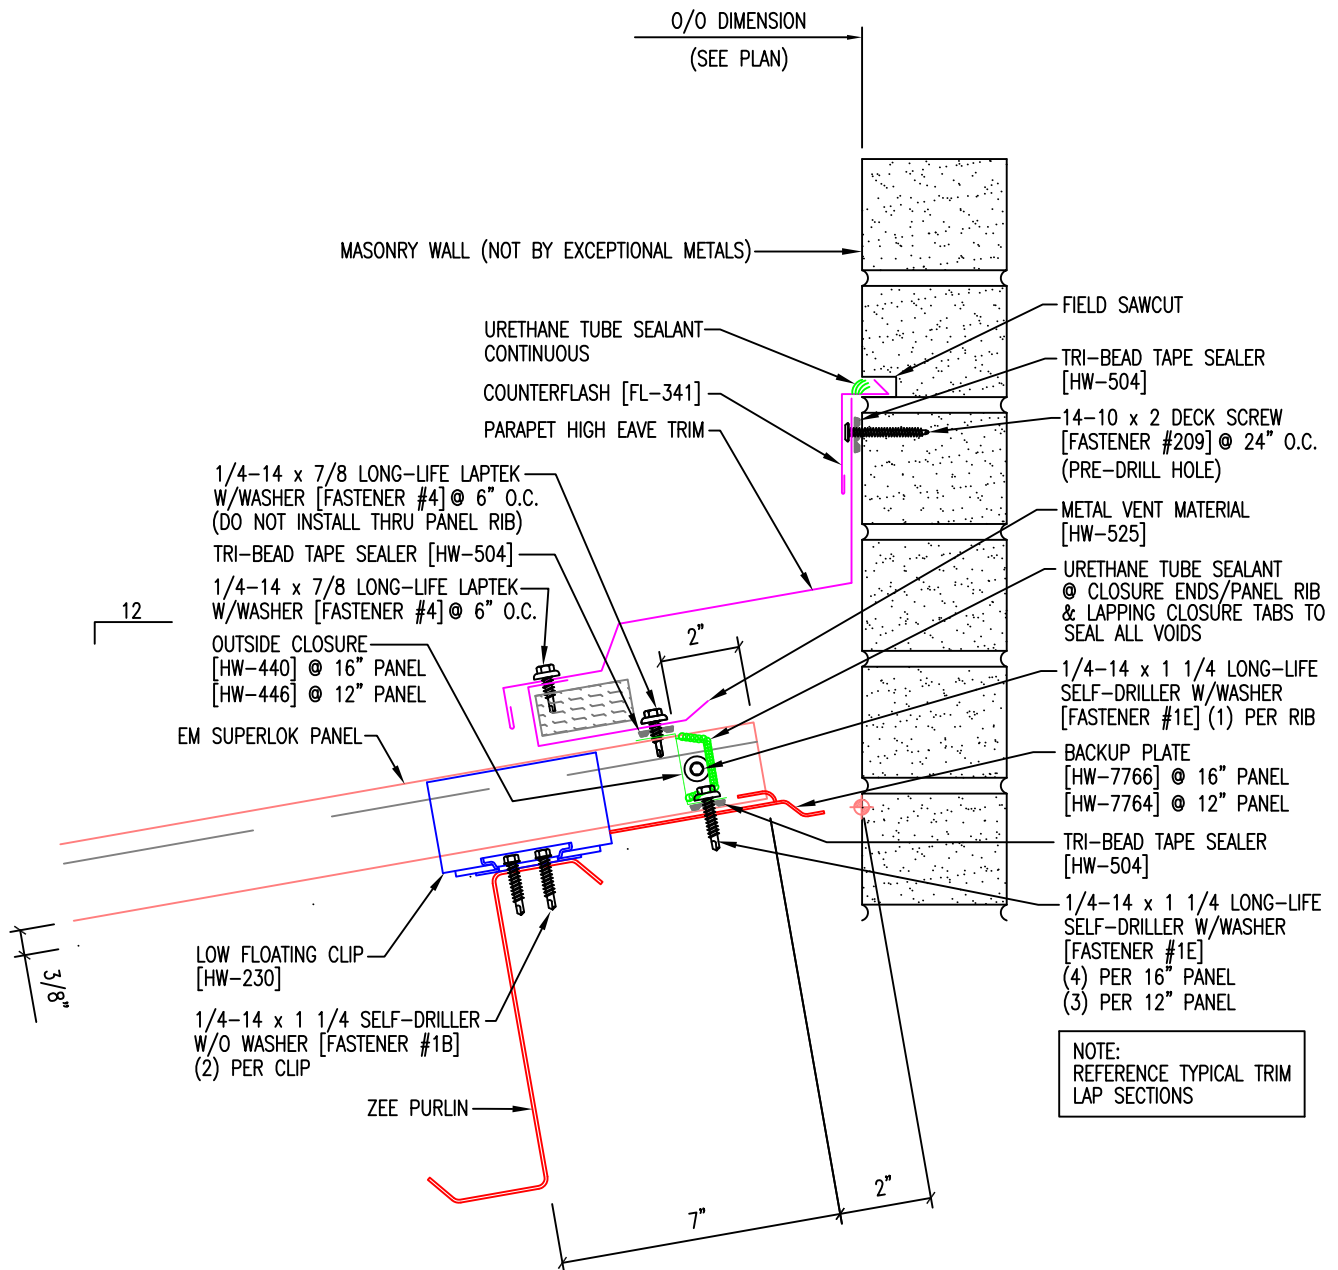 O/O DIMENSION
(SEE PLAN)
MASONRY WALL (NOT BY EXCEPTIONAL METALS)
URETHANE TUBE SEALANT
CONTINUOUS
COUNTERFLASH [FL-341]
PARAPET HIGH EAVE TRIM
1/4-14 x 7/8 LONG-LIFE LAPTEK
W/WASHER [FASTENER #4] @ 6" O.C.
(DO NOT INSTALL THRU PANEL RIB)
TRI-BEAD TAPE SEALER [HW-504]
1/4-14 x 7/8 LONG-LIFE LAPTEK
W/WASHER [FASTENER #4] @ 6" O.C.
12
OUTSIDE CLOSURE
[HW-440] @ 16" PANEL
[HW-446] @ 12" PANEL
EM SUPERLOK PANEL
2"
FIELD SAWCUT
TRI-BEAD TAPE SEALER
[HW-504]
14-10 x 2 DECK SCREW
[FASTENER #209] @ 24" O.C.
(PRE-DRILL HOLE)
METAL VENT MATERIAL
[HW-525]
URETHANE TUBE SEALANT
@ CLOSURE ENDS/PANEL RIB
& LAPPING CLOSURE TABS TO
SEAL ALL VOIDS
1/4-14 x 1 1/4 LONG-LIFE
SELF-DRILLER W/WASHER
[FASTENER #1E] (1) PER RIB
BACKUP PLATE
[HW-7766] @ 16" PANEL
[HW-7764] @ 12" PANEL
TRI-BEAD TAPE SEALER
[HW-504]
1/4-14 x 1 1/4 LONG-LIFE
SELF-DRILLER W/WASHER
[FASTENER #1E]
(4) PER 16" PANEL
(3) PER 12" PANEL
3/8"
LOW FLOATING CLIP
[HW-230]
1/4-14 x 1 1/4 SELF-DRILLER
W/O WASHER [FASTENER #1B]
(2) PER CLIP
ZEE PURLIN
7"
2"
NOTE:
REFERENCE TYPICAL TRIM
LAP SECTIONS